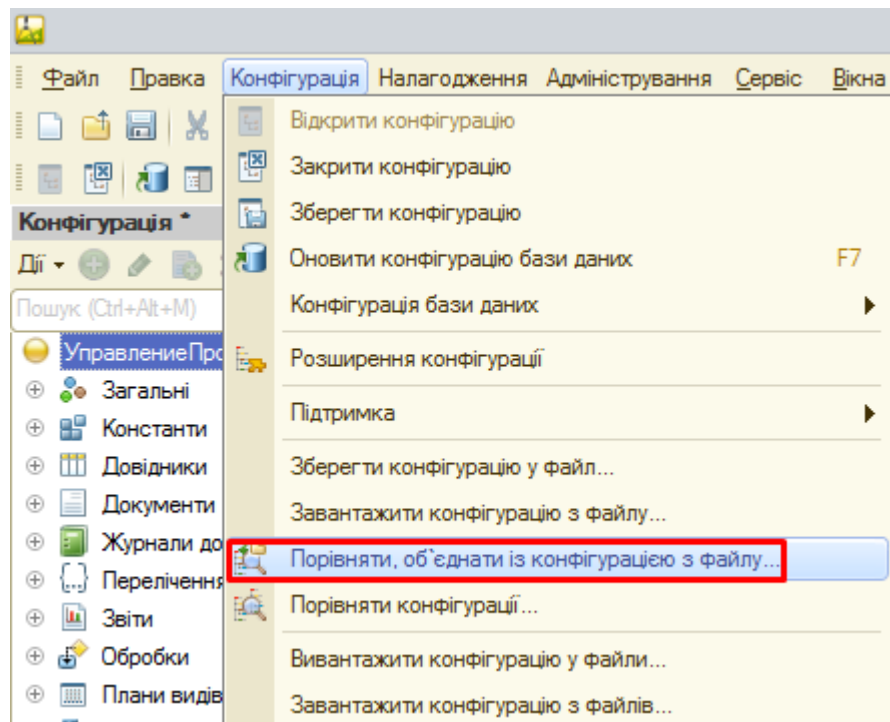 Файл Правка Конфігурація Налагодження Адміністрування Сервіс Вікна
Відкрити конфігурацію
Закрити конфігурацію
Зберегти конфігурацію
Оновити конфігурацію бази даних F7
Конфігурація бази даних
Розширення конфігурації
Підтримка
Зберегти конфігурацію у файл...
Завантажити конфігурацію з файлу...
Порівняти, об`єднати із конфігурацією з файлу...
Порівняти конфігурації...
Вивантажити конфігурацію у файли...
Завантажити конфігурацію з файлів...
Конфігурація *
Дії
Пошук (Ctrl+Alt+M)
УправлениеПро
Загальні
Константи
Довідники
Документи
Журнали до
Перелічення
Звіти
Обробки
Плани видів